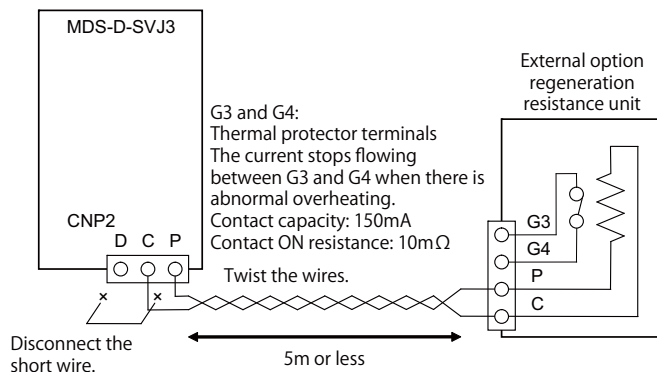 MDS-D-SVJ3
External option
regeneration
resistance unit
G3 and G4:
Thermal protector terminals
The current stops flowing
between G3 and G4 when there is
abnormal overheating.
Contact capacity: 150mA
Contact ON resistance: 10mΩ
CNP2
D C P
G3
G4
P
C
Twist the wires.
Disconnect the
short wire.
5m or less